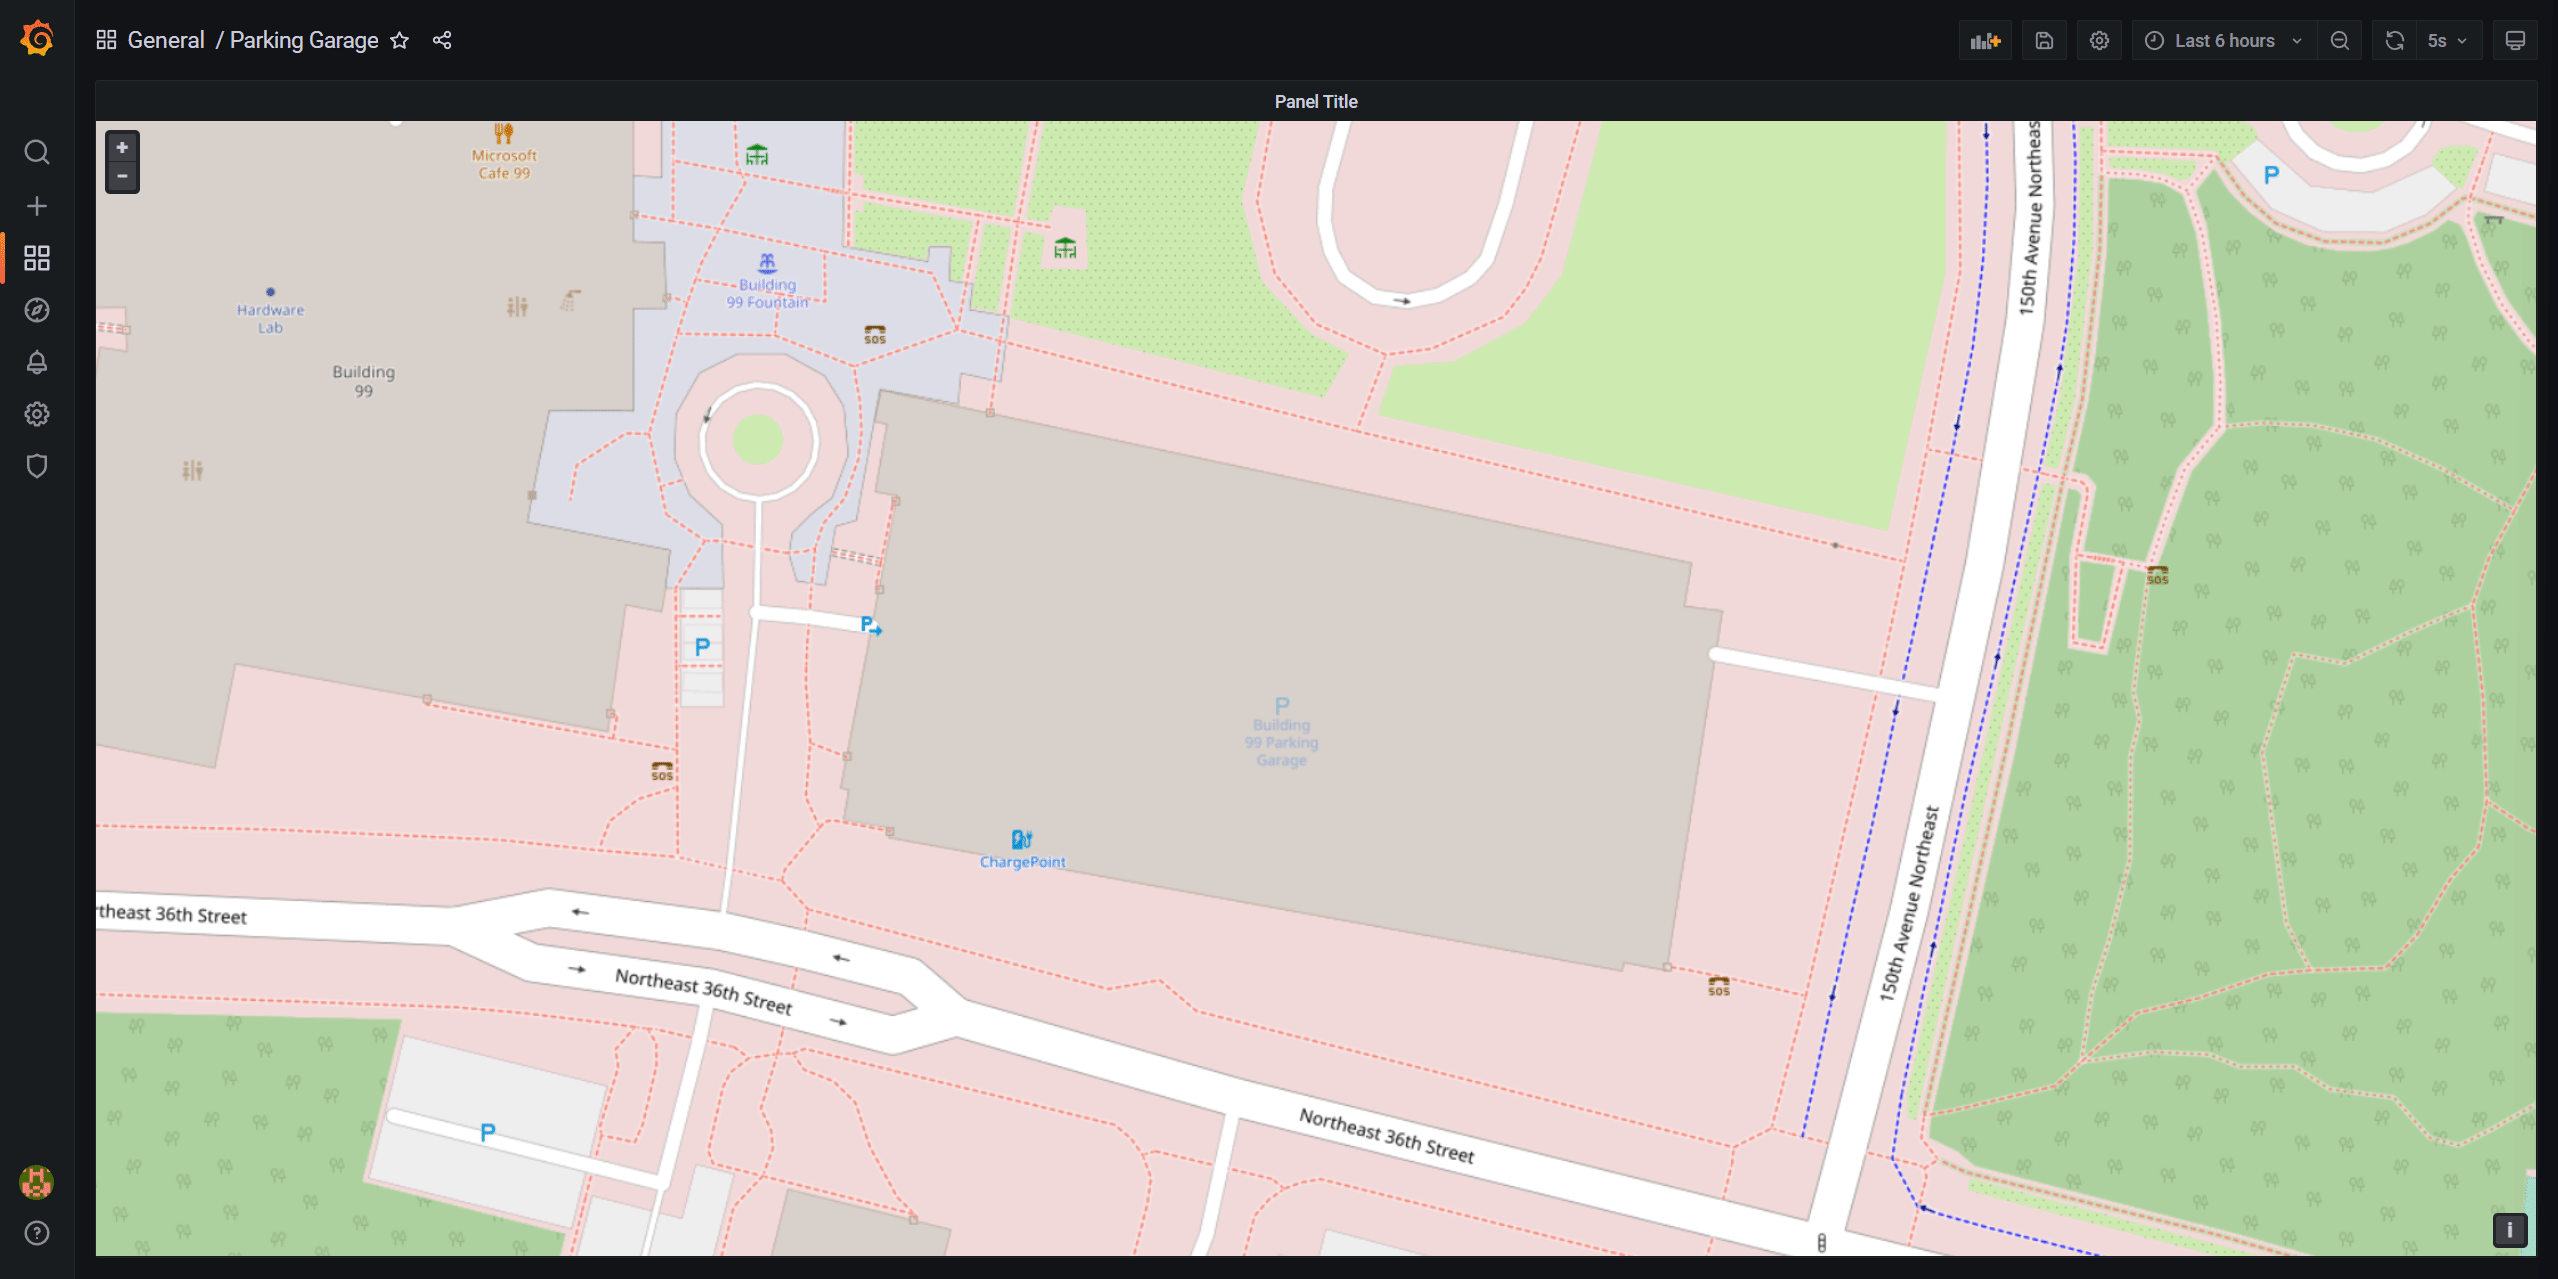 General / Parking Garage
Last 6 hours
5s
Panel Title
+
−
Microsoft
Cafe 99
Hardware
Lab
Building
99
Building
99 Fountain
SOS
150th Avenue Northeas
P
SOS
P
P
P
Building
99 Parking
Garage
SOS
ChargePoint
150th Avenue Northeast
theast 36th Street
Northeast 36th Street
SOS
P
Northeast 36th Street
i